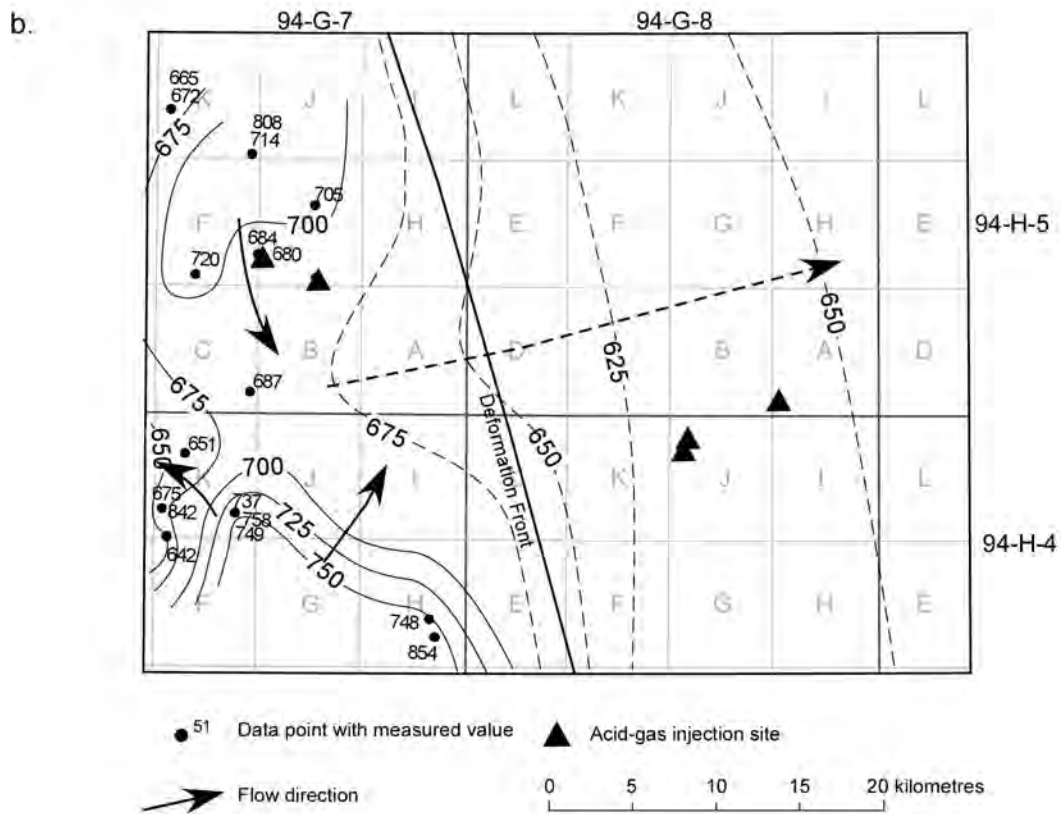 b.
94-G-7
94-G-8
665
672
K
J
I
L
K
J
I
L
675
808
714
705
F
700
H
E
F
G
H
E
94-H-5
684
680
720
650
C
B
A
D
B
A
D
625
687
675
675
Deformation Front
650
651
650
K
J
I
K
J
I
L
700
675
842
737
758
749
725
642
750
94-H-4
F
G
H
E
F
G
H
E
748
854
51 Data point with measured value
Acid-gas injection site
Flow direction
0 5 10 15 20 kilometres